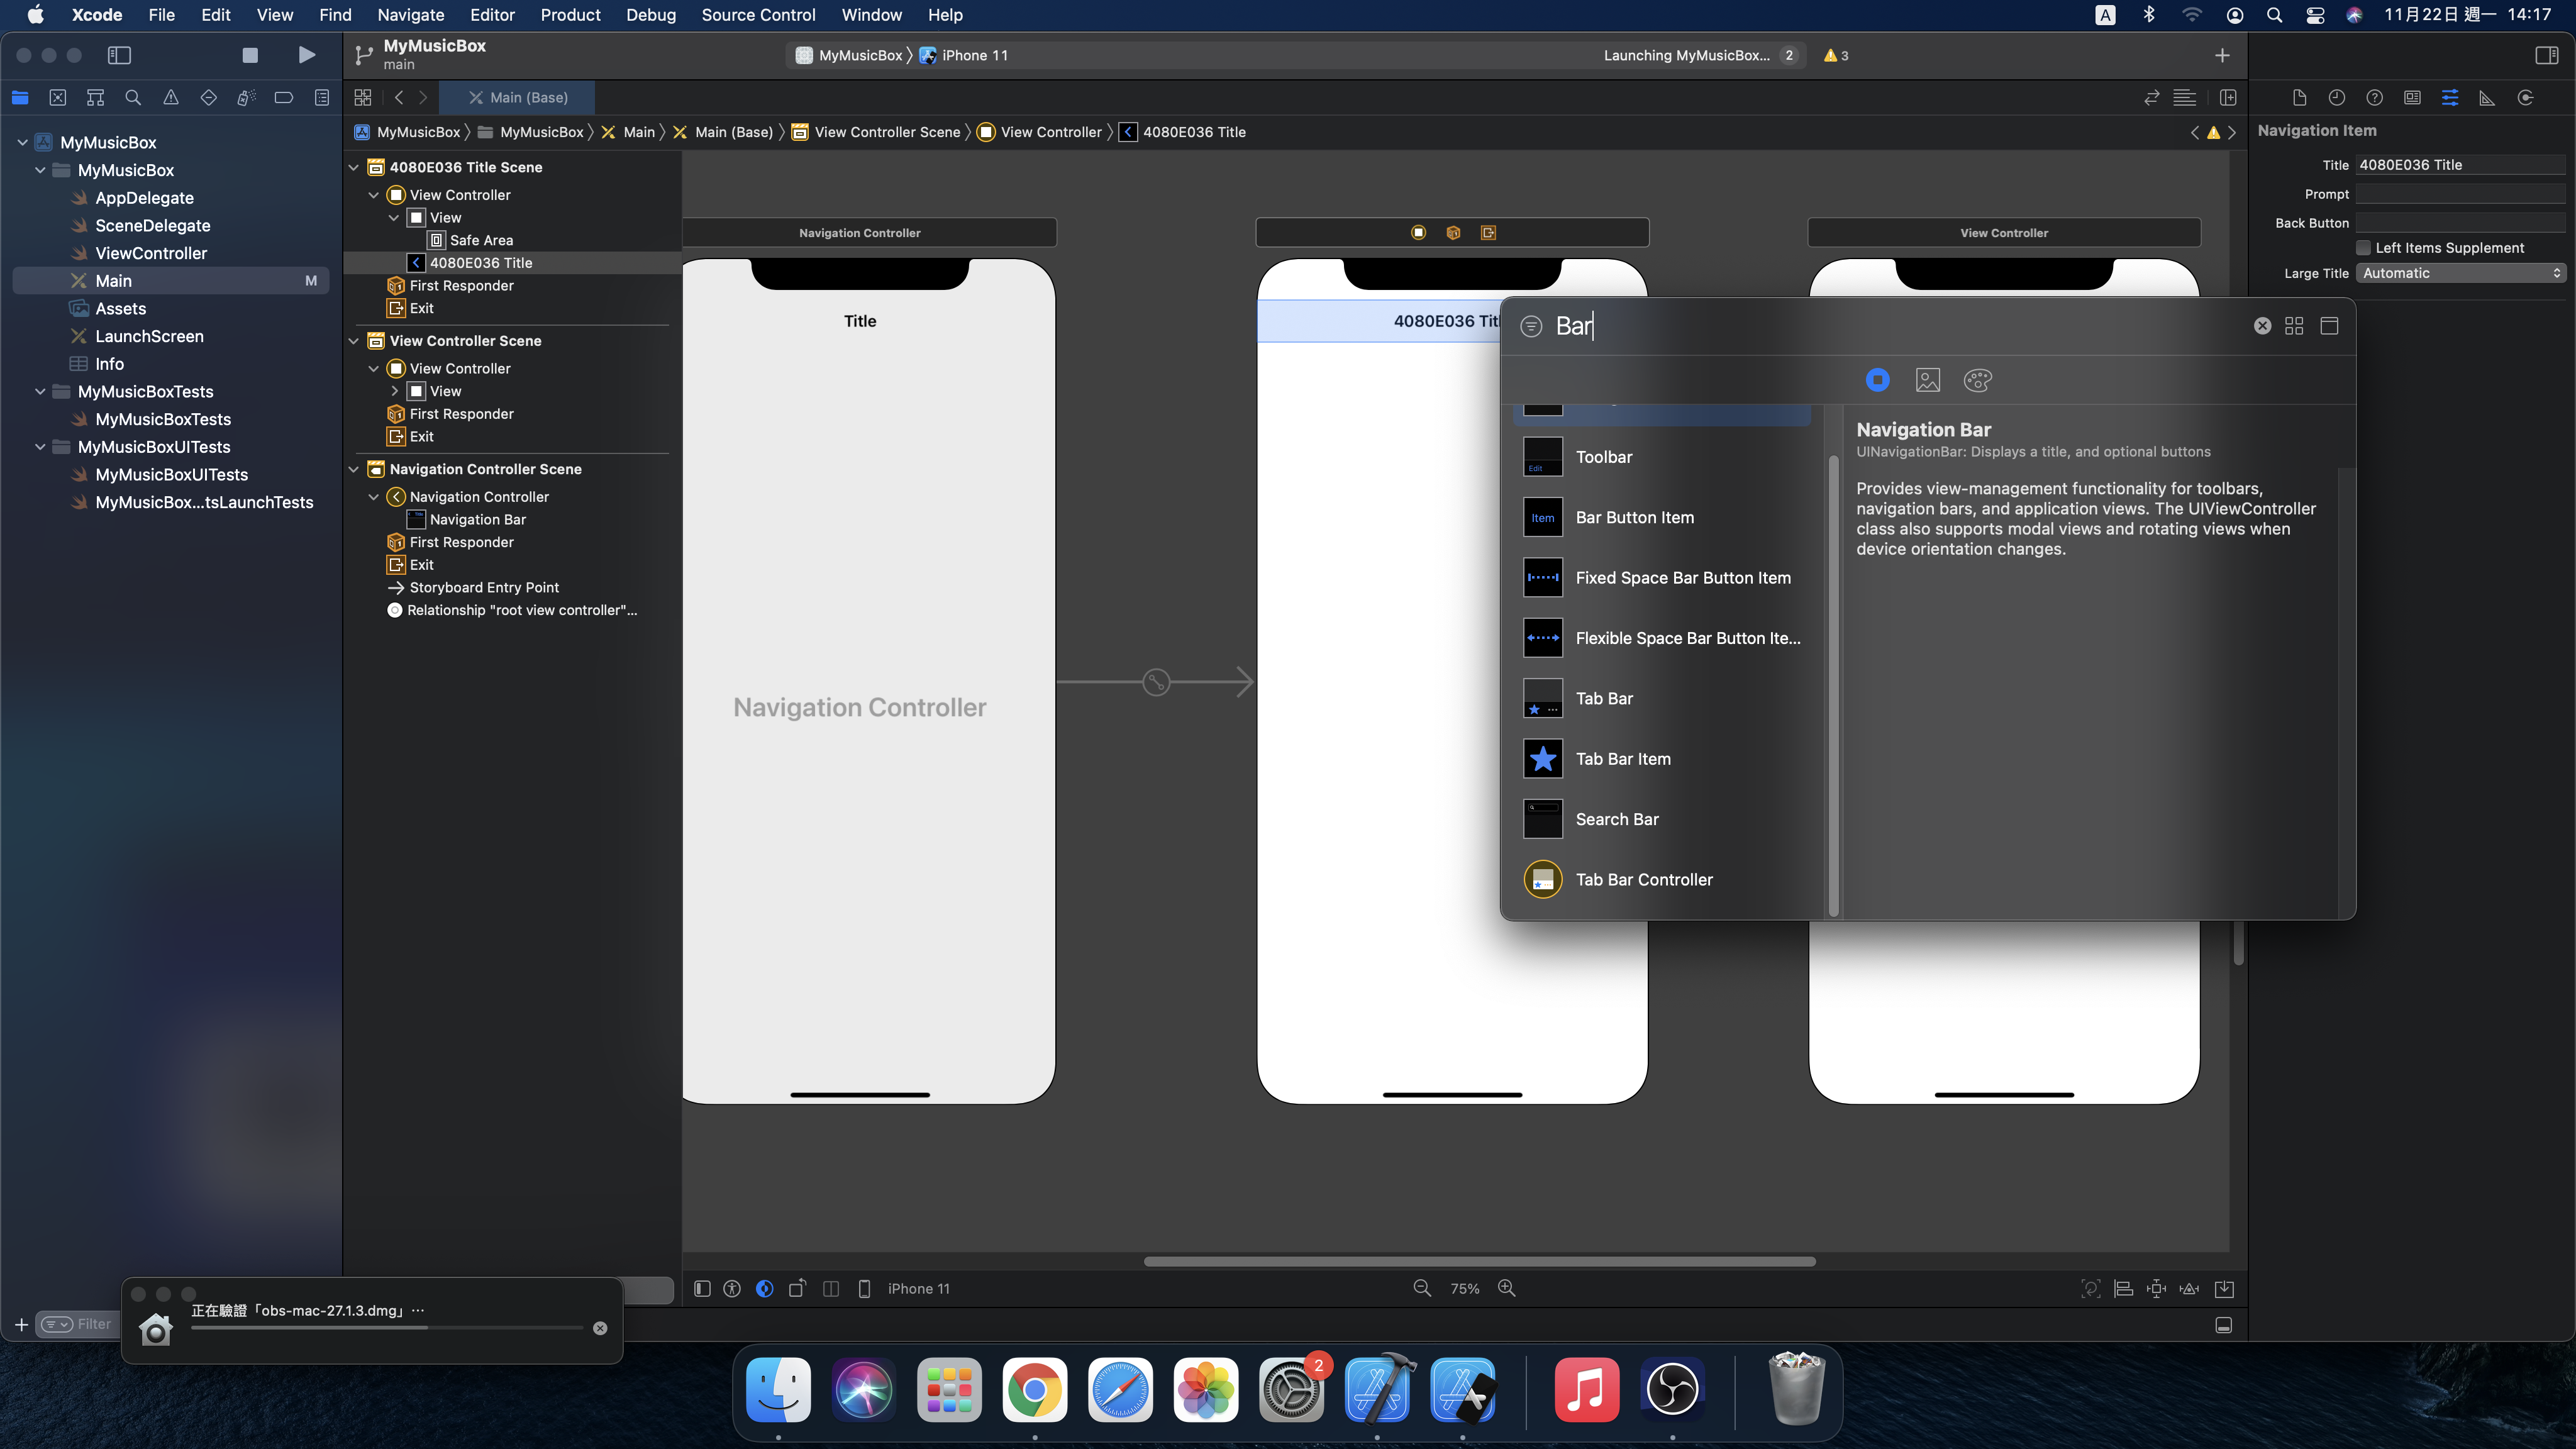 Xcode File Edit View Find Navigate Editor Product Debug Source Control Window Help
A 11月22日 週一 14:17
MyMusicBox
main
MyMusicBox
iPhone 11
Launching MyMusicBox...
2
3
Main (Base)
MyMusicBox
MyMusicBox
Main
Main (Base)
View Controller Scene
View Controller
4080E036 Title
MyMusicBox
MyMusicBox
AppDelegate
SceneDelegate
ViewController
Main
M
Assets
LaunchScreen
Info
MyMusicBoxTests
MyMusicBoxTests
MyMusicBoxUITests
MyMusicBoxUITests
MyMusicBox...tsLaunchTests
Filter
4080E036 Title Scene
View Controller
View
Safe Area
4080E036 Title
First Responder
Exit
View Controller Scene
View Controller
View
First Responder
Exit
Navigation Controller Scene
Navigation Controller
Navigation Bar
First Responder
Exit
Storyboard Entry Point
Relationship "root view controller"...
Navigation Controller
Title
Navigation Controller
4080E036 Titl
View Controller
Bar
Toolbar
Edit
Bar Button Item
Item
Fixed Space Bar Button Item
Flexible Space Bar Button Ite...
Tab Bar
Tab Bar Item
Search Bar
Tab Bar Controller
Navigation Bar
UINavigationBar: Displays a title, and optional buttons
Provides view-management functionality for toolbars,
navigation bars, and application views. The UIViewController
class also supports modal views and rotating views when
device orientation changes.
Navigation Item
Title 4080E036 Title
Prompt
Back Button
Left Items Supplement
Large Title Automatic
iPhone 11
75%
正在驗證「obs-mac-27.1.3.dmg」⋯
2